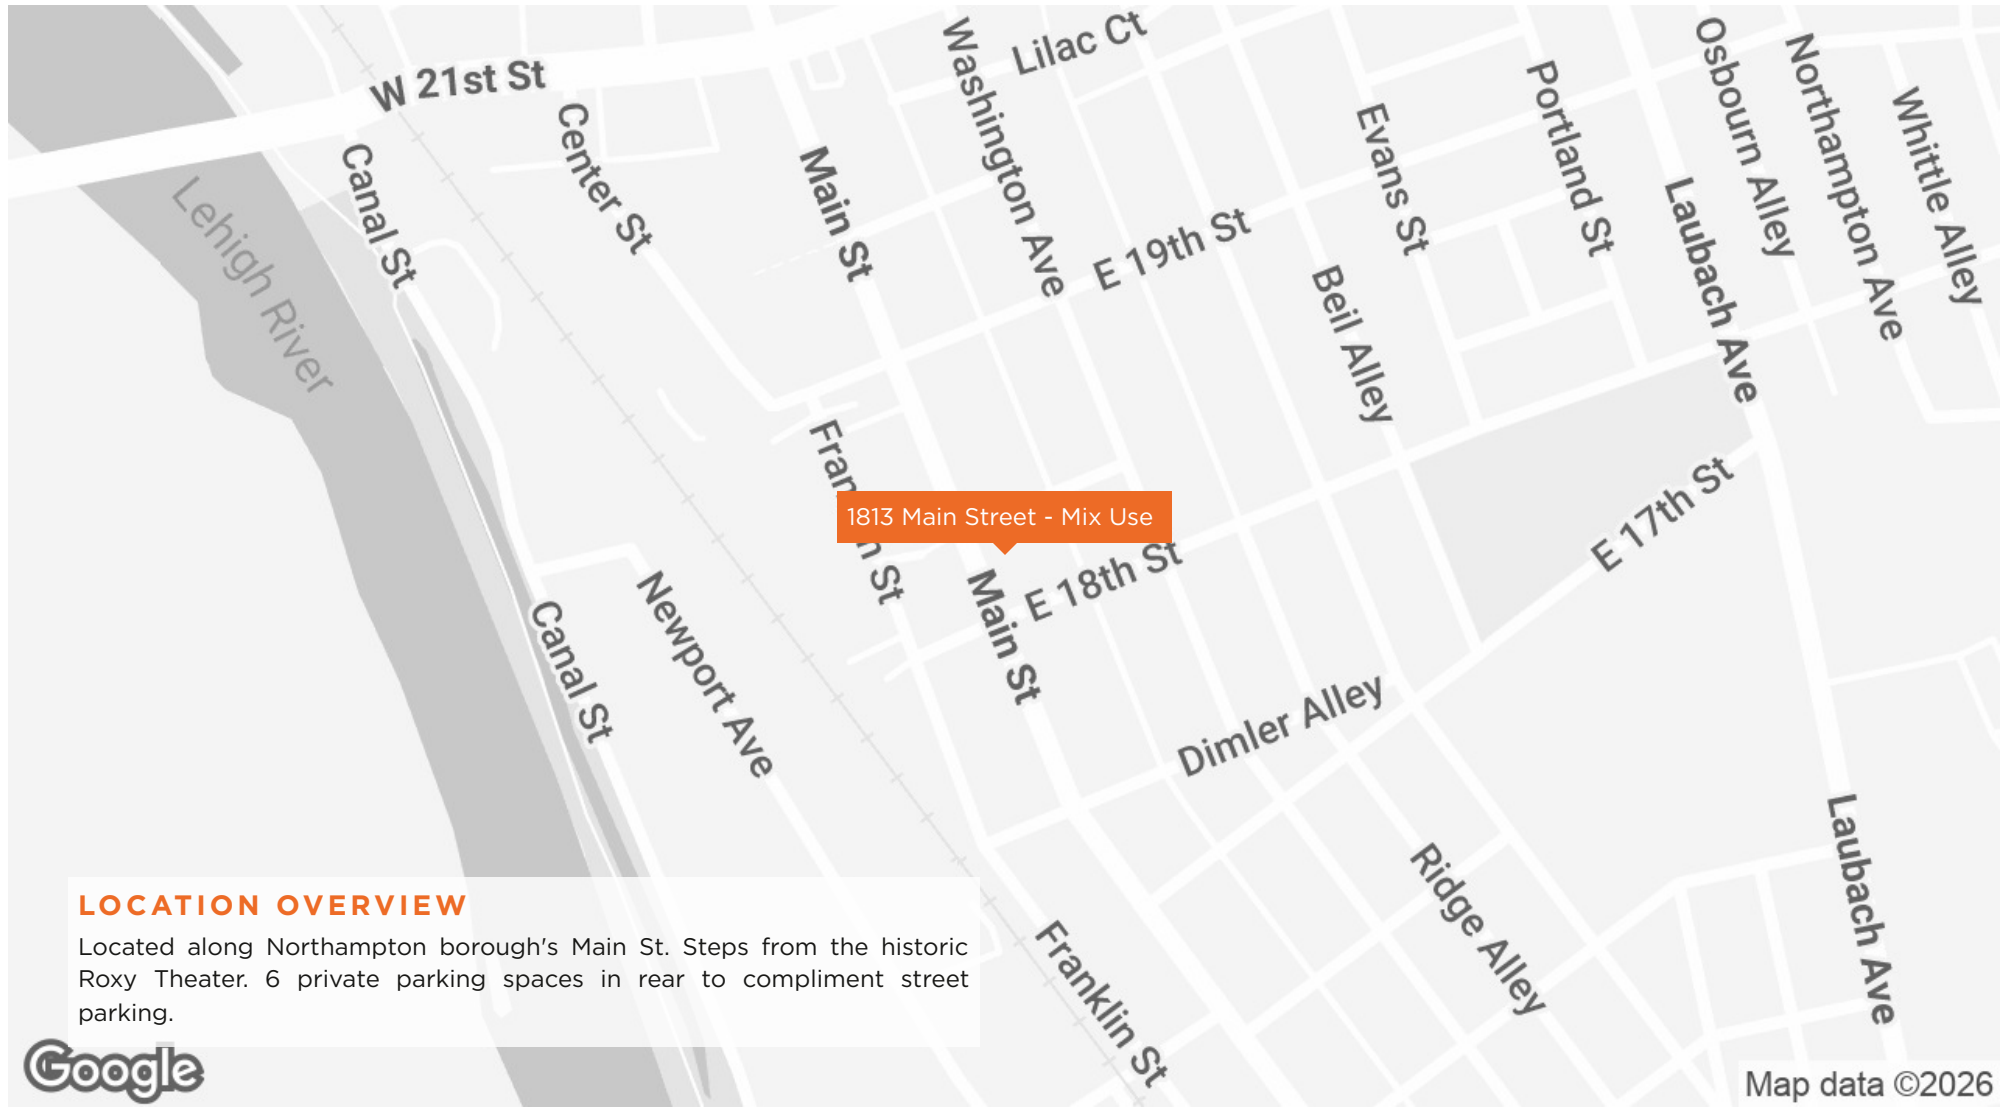 W 21st St
Lilac Ct
Washington Ave
Center St
Canal St
Main St
Lehigh River
E 19th St
Evans St
Portland St
Osbourn Alley
Northampton Ave
Whittle Alley
Laubach Ave
Beil Alley
Franklin St
1813 Main Street - Mix Use
E 18th St
E 17th St
Main St
Canal St
Newport Ave
Dimler Alley
Ridge Alley
Laubach Ave
Franklin St
LOCATION OVERVIEW
Located along Northampton borough's Main St. Steps from the historic
Roxy Theater. 6 private parking spaces in rear to compliment street
parking.
Google
Map data ©2026